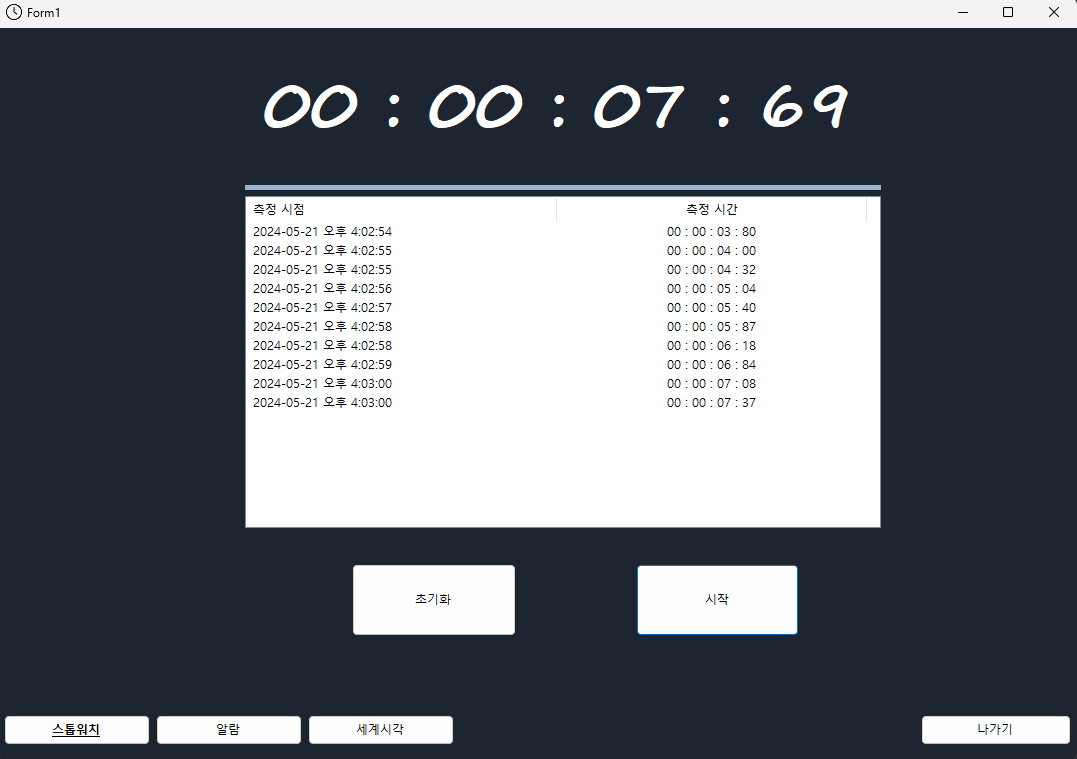 Form1
00 : 00 : 07 : 69
측정 시점 측정 시간
2024-05-21 오후 4:02:54 00 : 00 : 03 : 80
2024-05-21 오후 4:02:55 00 : 00 : 04 : 00
2024-05-21 오후 4:02:55 00 : 00 : 04 : 32
2024-05-21 오후 4:02:56 00 : 00 : 05 : 04
2024-05-21 오후 4:02:57 00 : 00 : 05 : 40
2024-05-21 오후 4:02:58 00 : 00 : 05 : 87
2024-05-21 오후 4:02:58 00 : 00 : 06 : 18
2024-05-21 오후 4:02:59 00 : 00 : 06 : 84
2024-05-21 오후 4:03:00 00 : 00 : 07 : 08
2024-05-21 오후 4:03:00 00 : 00 : 07 : 37
초기화 시작
스톱워치 알람 세계시각 나가기